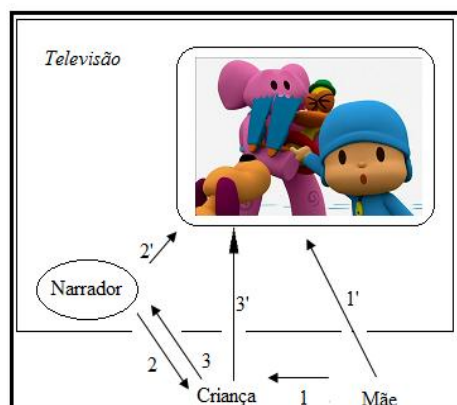 Televisão
2'
Narrador
1'
3'
2
3
Criança
1
Mãe